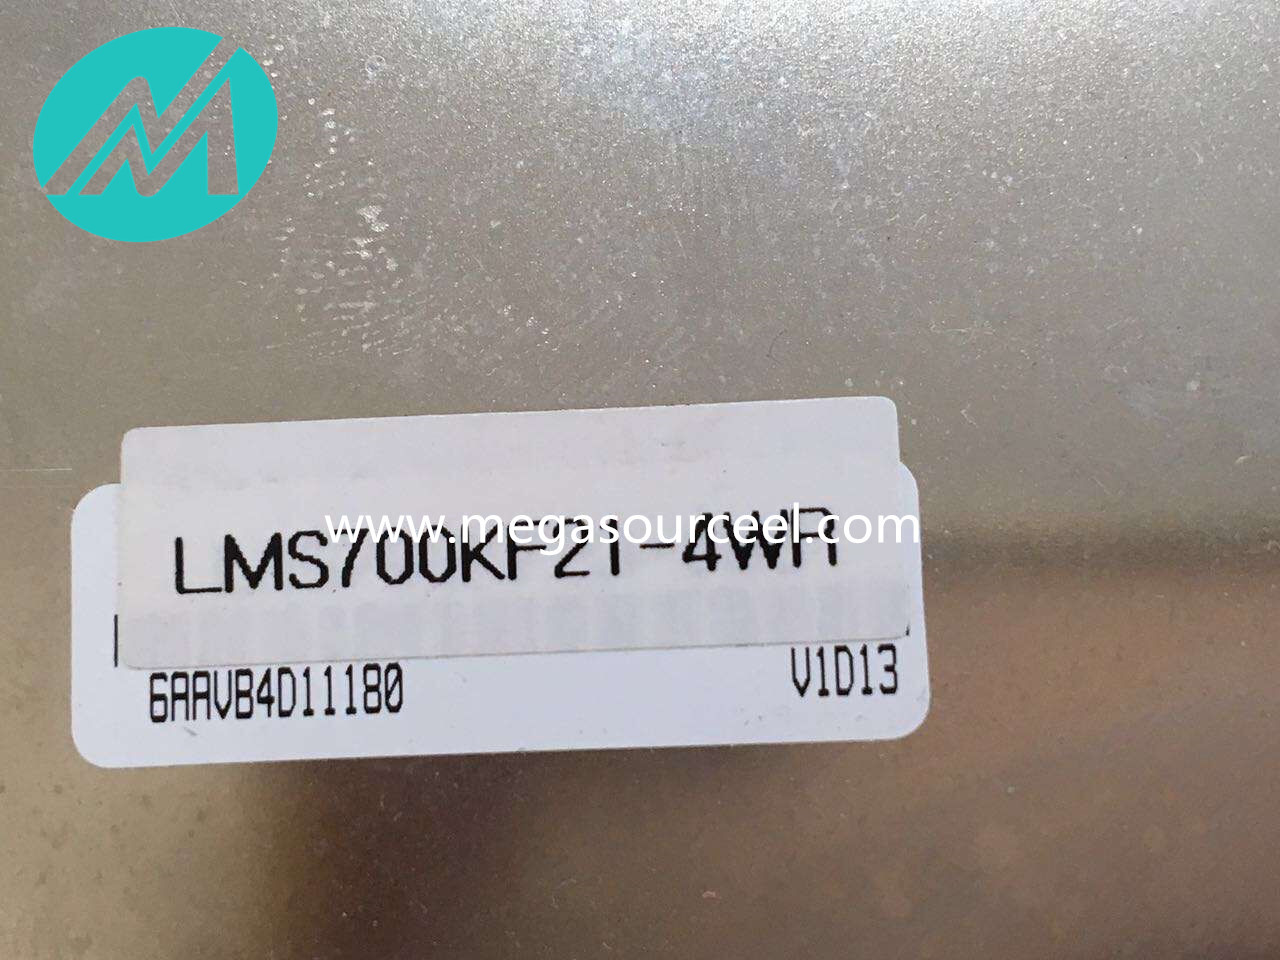 LMS700KF21-4WR
www.megasourceel.com
6AAVB4D11180
V1D13